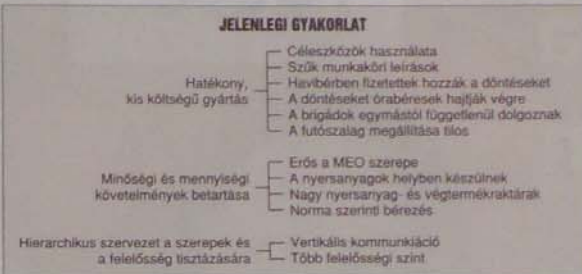 JELENLEGI GYAKORLAT
Hatékony,
kis költségű gyártás
Céleszközök használata
Szűk munkaköri leírások
Havibérben fizetettek hozzák a döntéseket
A döntéseket órabéresek hajtják végre
A brigádok egymástól függetlenül dolgoznak
A futószalag megállítása tilos
Minőségi és mennyiségi
követelmények betartása
Erős a MEO szerepe
A nyersanyagok helyben készülnek
Nagy nyersanyag- és végtermékraktárak
Norma szerinti bérezés
Hierarchikus szervezet a szerepek és
a felelősség tisztázására
Vertikális kommunkiáció
Több felelősségi szint